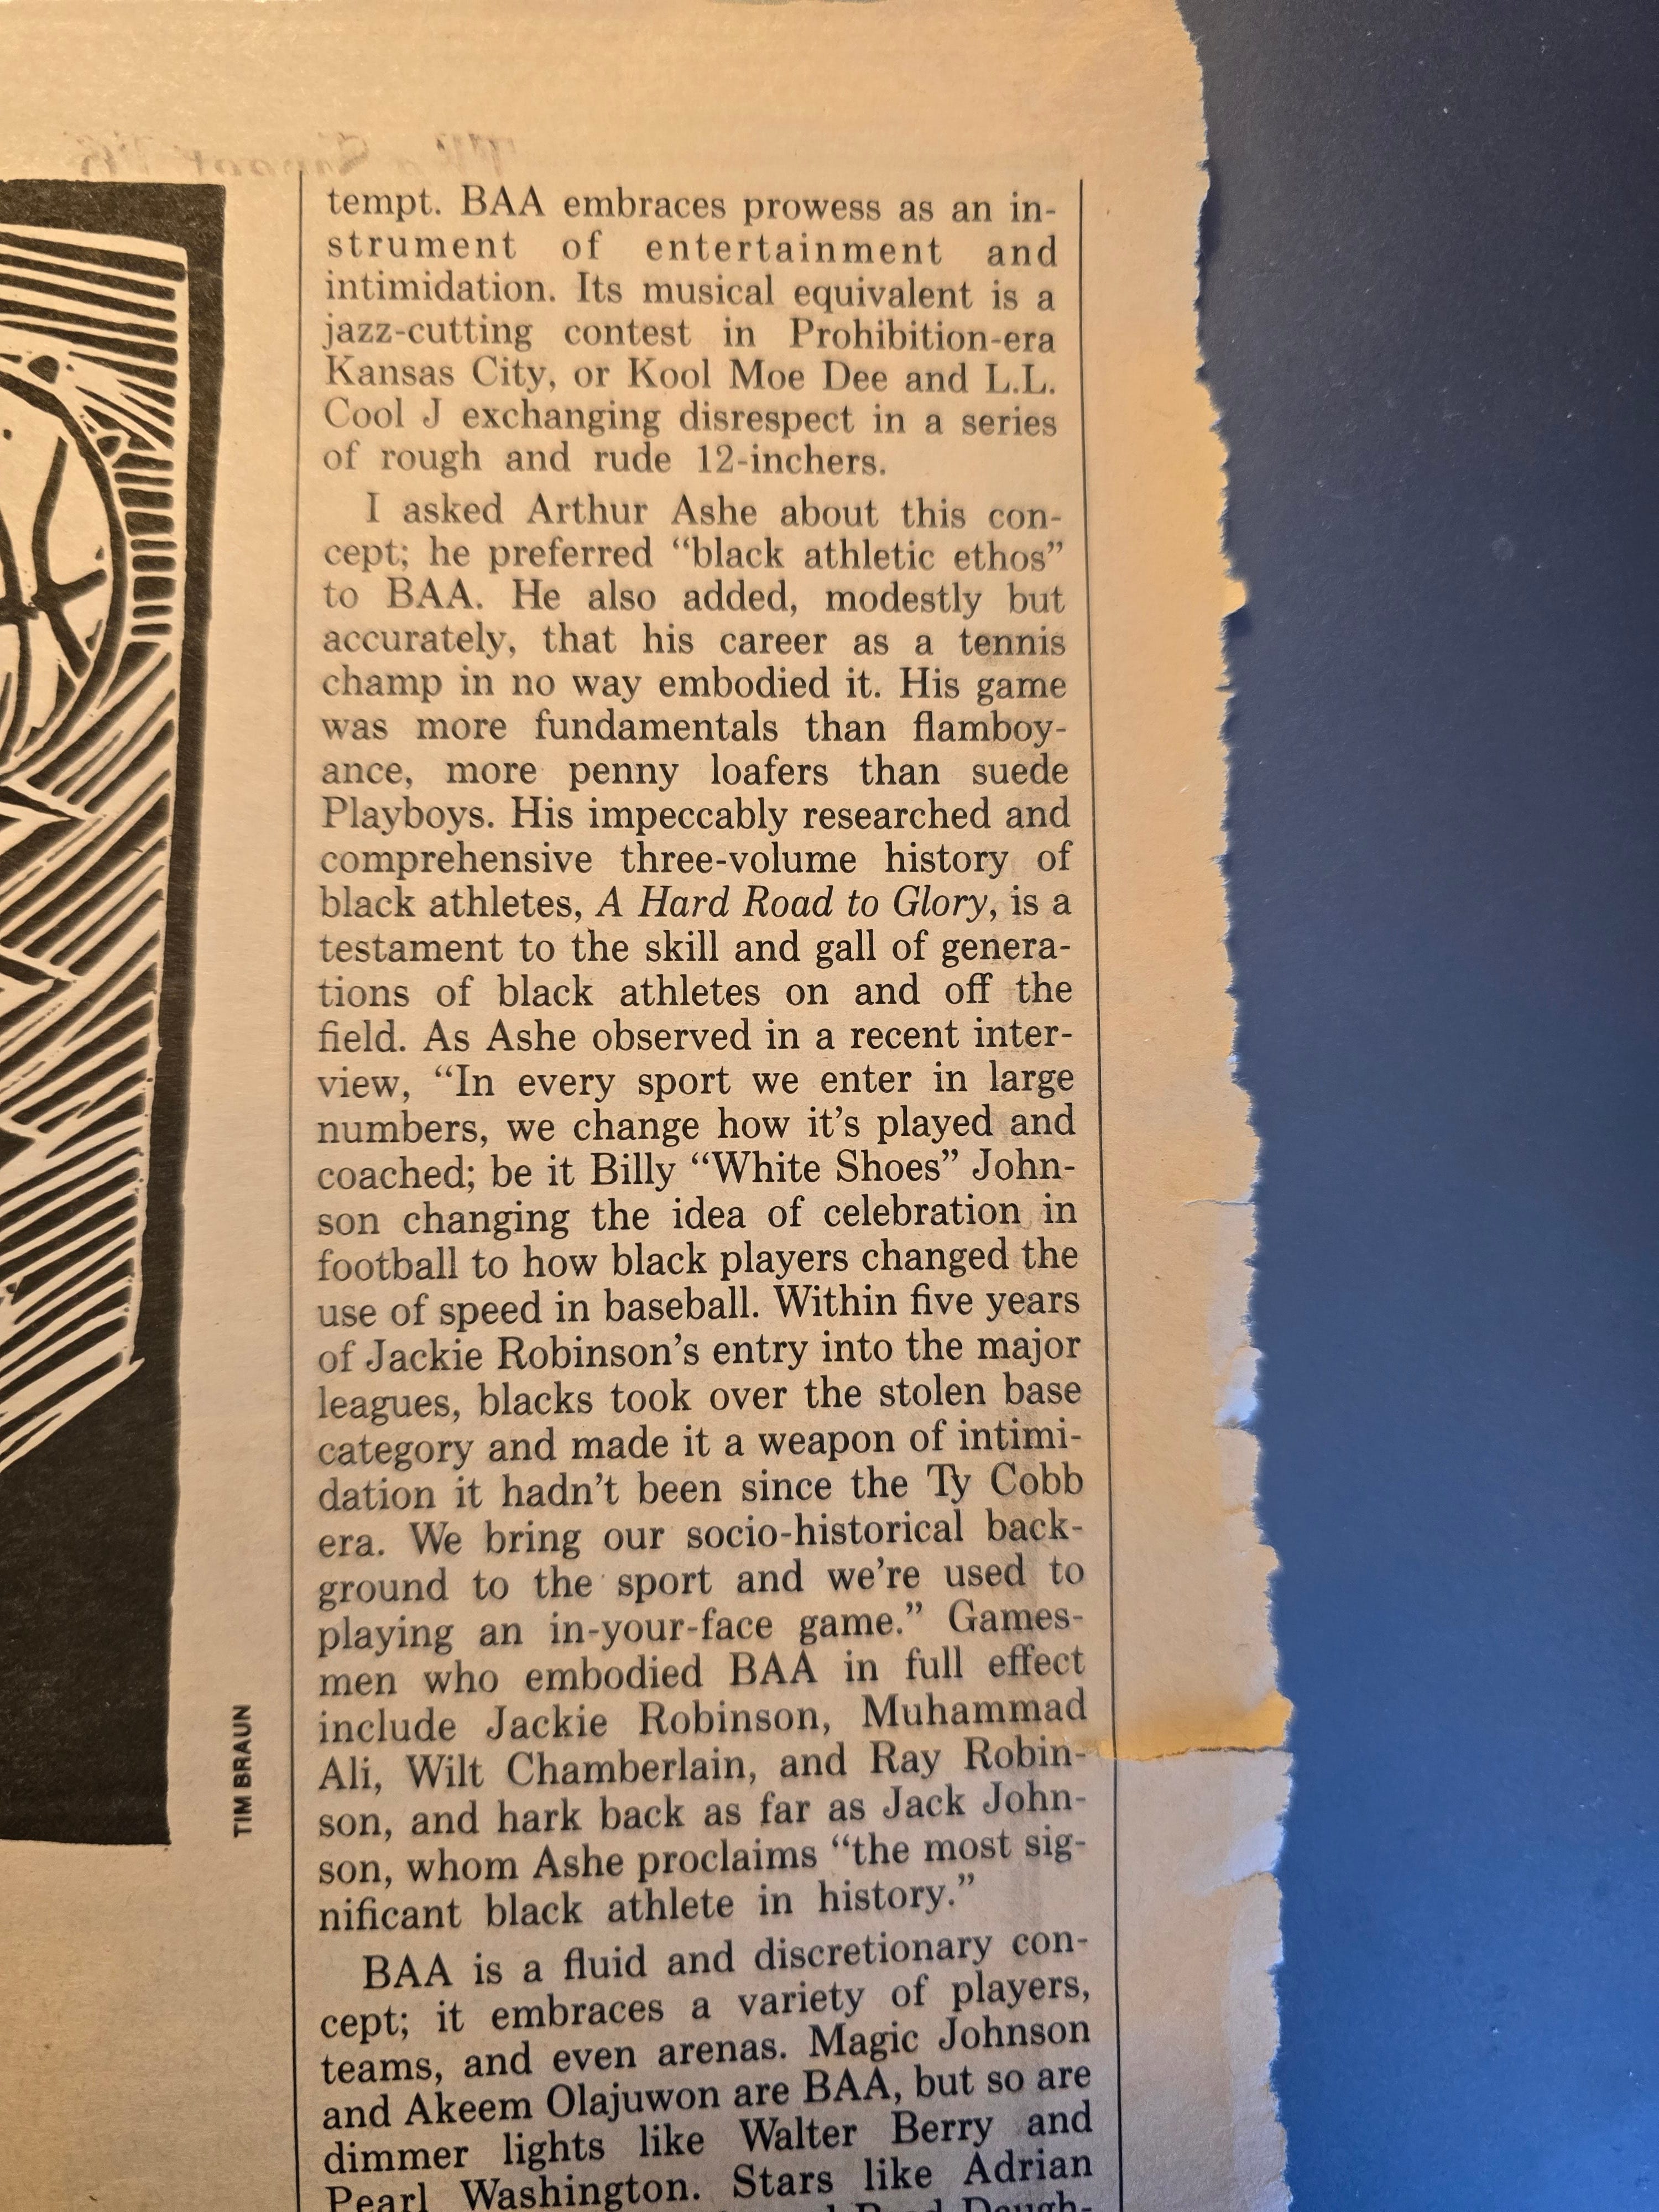 tempt. BAA embraces prowess as an in-
strument of entertainment and
intimidation. Its musical equivalent is a
jazz-cutting contest in Prohibition-era
Kansas City, or Kool Moe Dee and L.L.
Cool J exchanging disrespect in a series
of rough and rude 12-inchers.
I asked Arthur Ashe about this con-
cept; he preferred “black athletic ethos”
to BAA. He also added, modestly but
accurately, that his career as a tennis
champ in no way embodied it. His game
was more fundamentals than flamboy-
ance, more penny loafers than suede
Playboys. His impeccably researched and
comprehensive three-volume history of
black athletes, A Hard Road to Glory, is a
testament to the skill and gall of genera-
tions of black athletes on and off the
field. As Ashe observed in a recent inter-
view, “In every sport we enter in large
numbers, we change how it’s played and
coached; be it Billy “White Shoes” John-
son changing the idea of celebration in
football to how black players changed the
use of speed in baseball. Within five years
of Jackie Robinson’s entry into the major
leagues, blacks took over the stolen base
category and made it a weapon of intimi-
dation it hadn’t been since the Ty Cobb
era. We bring our socio-historical back-
ground to the sport and we’re used to
playing an in-your-face game.” Games-
men who embodied BAA in full effect
include Jackie Robinson, Muhammad
Ali, Wilt Chamberlain, and Ray Robin-
son, and hark back as far as Jack John-
son, whom Ashe proclaims “the most sig-
nificant black athlete in history.”
BAA is a fluid and discretionary con-
cept; it embraces a variety of players,
teams, and even arenas. Magic Johnson
and Akeem Olajuwon are BAA, but so are
dimmer lights like Walter Berry and
Pearl Washington. Stars like Adrian
TIM BRAUN